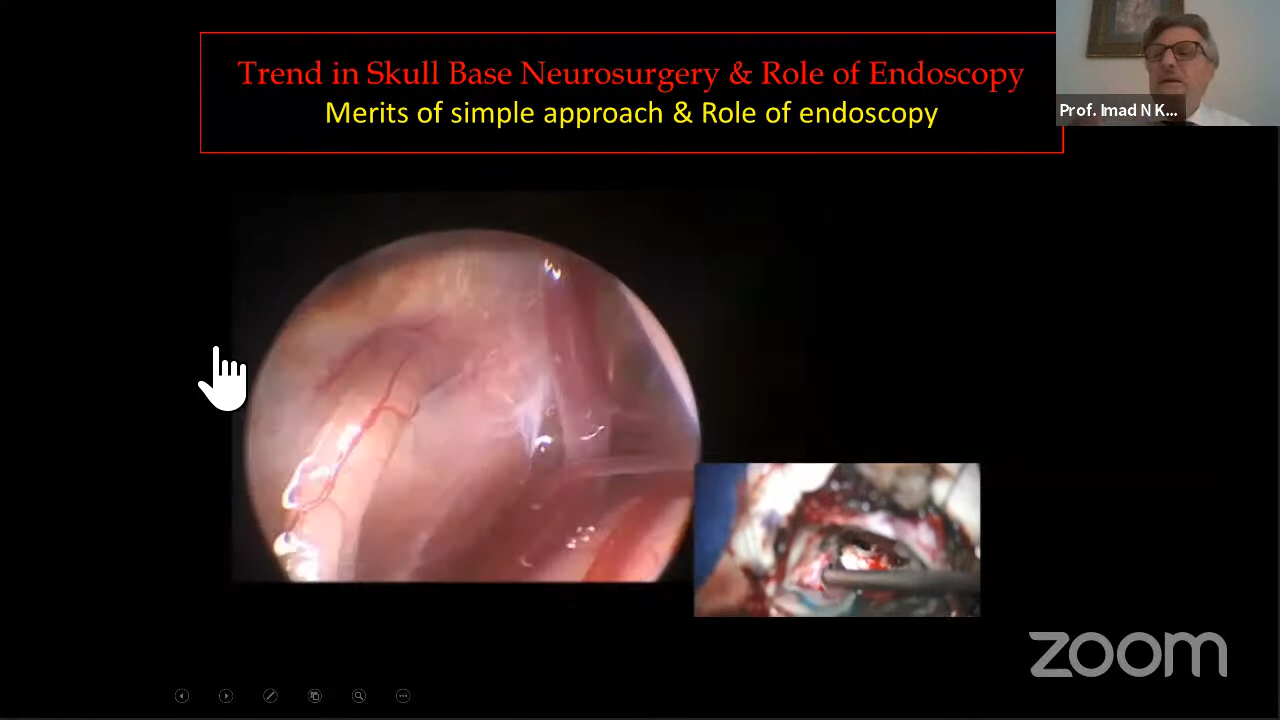 Trend in Skull Base Neurosurgery & Role of Endoscopy
Merits of simple approach & Role of endoscopy
Prof. Imad N K...
zoom